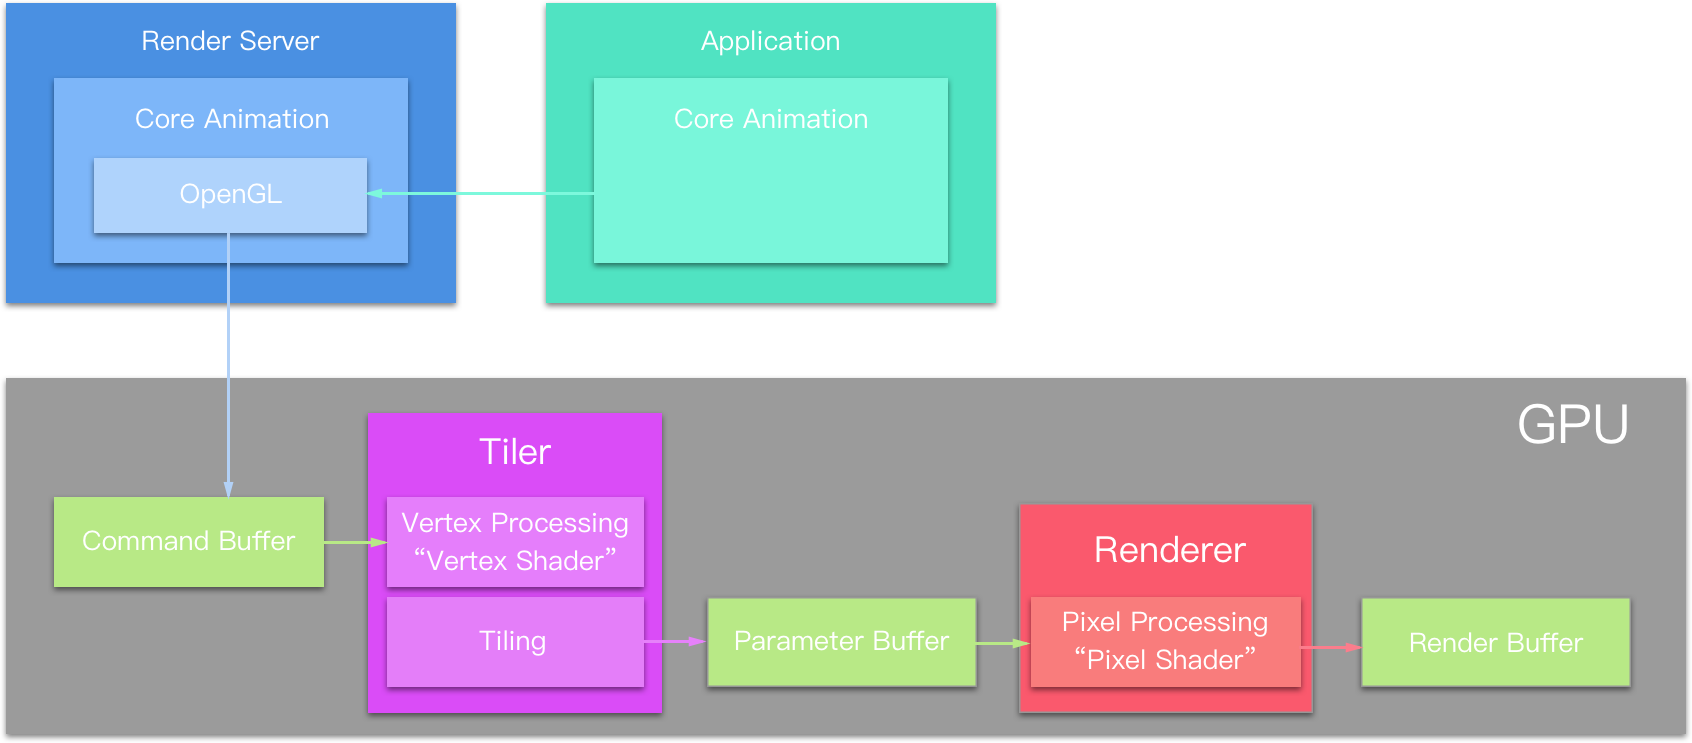 Render Server
Core Animation
OpenGL
Application
Core Animation
GPU
Command Buffer
Tiler
Vertex Processing
“Vertex Shader”
Tiling
Parameter Buffer
Renderer
Pixel Processing
“Pixel Shader”
Render Buffer